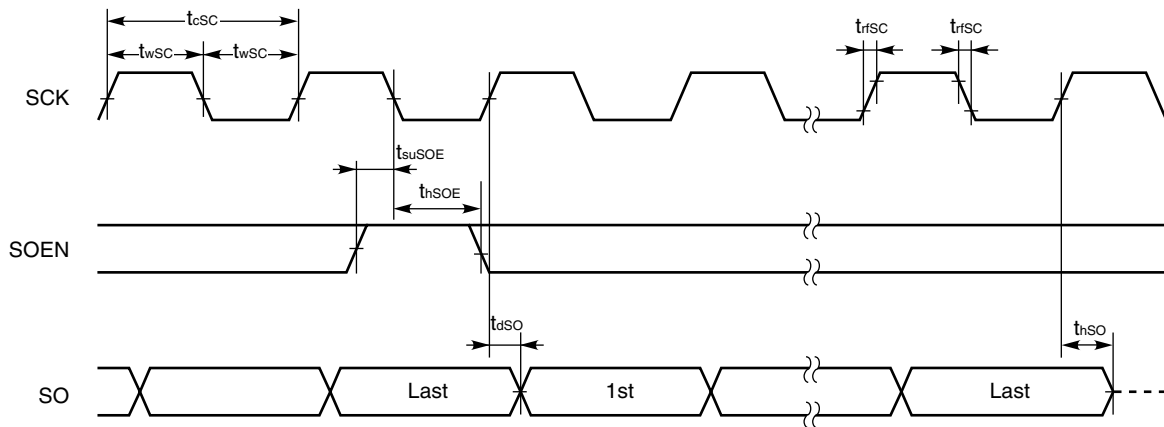 tcSC
twSC twSC
trfSC trfSC
SCK
tsuSOE
thSOE
SOEN
tdSO
thSO
SO
Last 1st Last